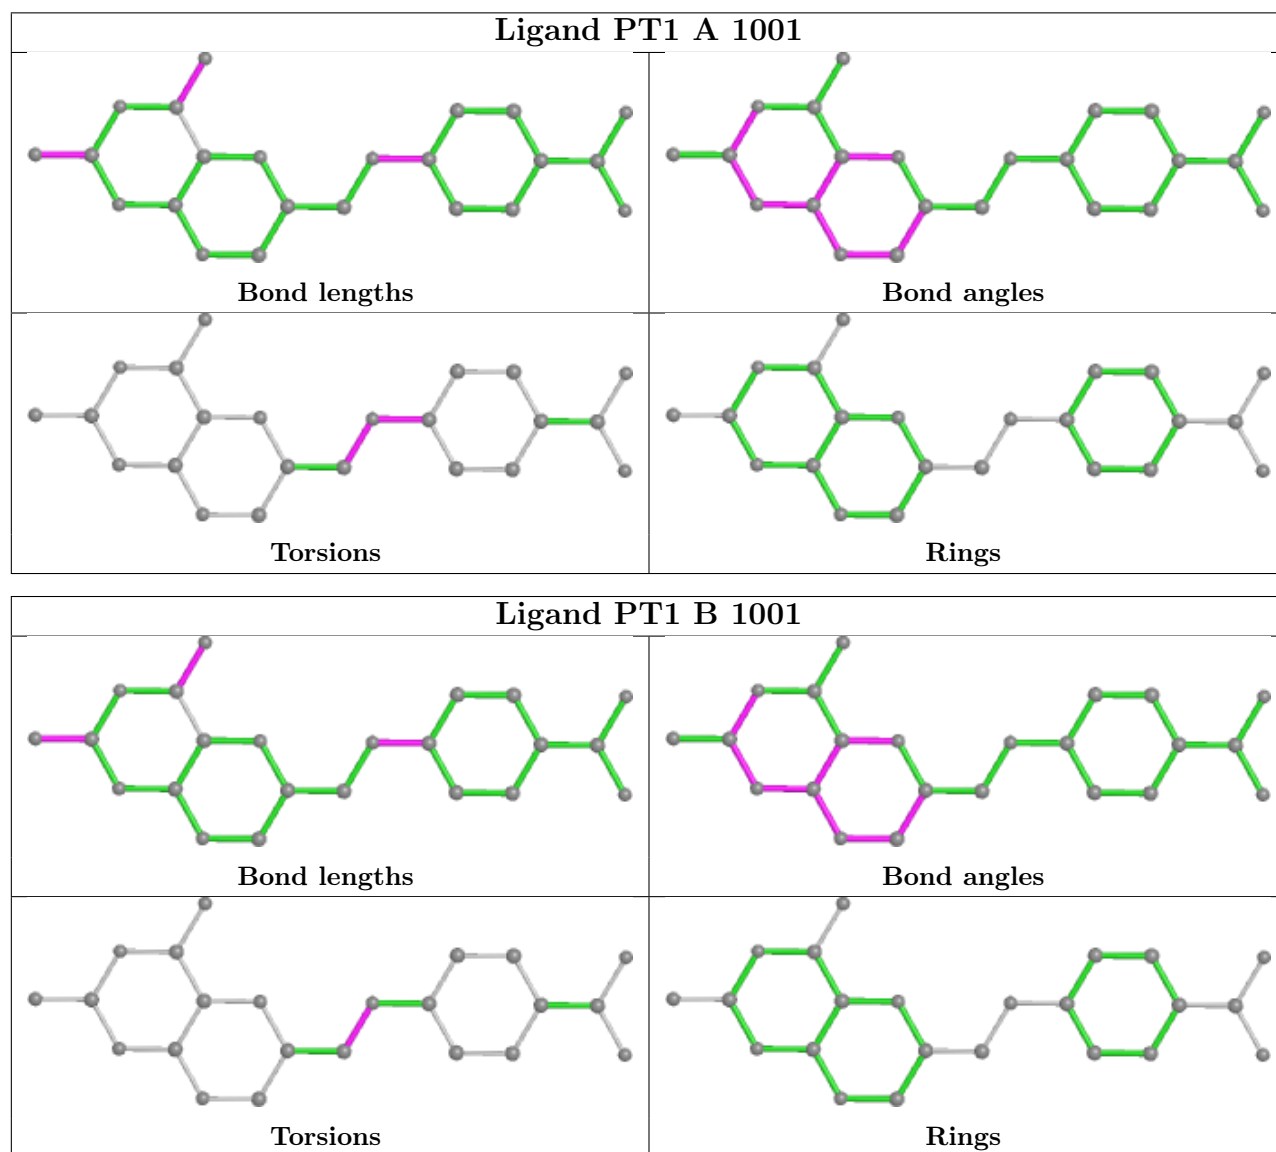 Ligand PT1 A 1001
Bond lengths
Bond angles
Torsions
Rings
Ligand PT1 B 1001
Bond lengths
Bond angles
Torsions
Rings